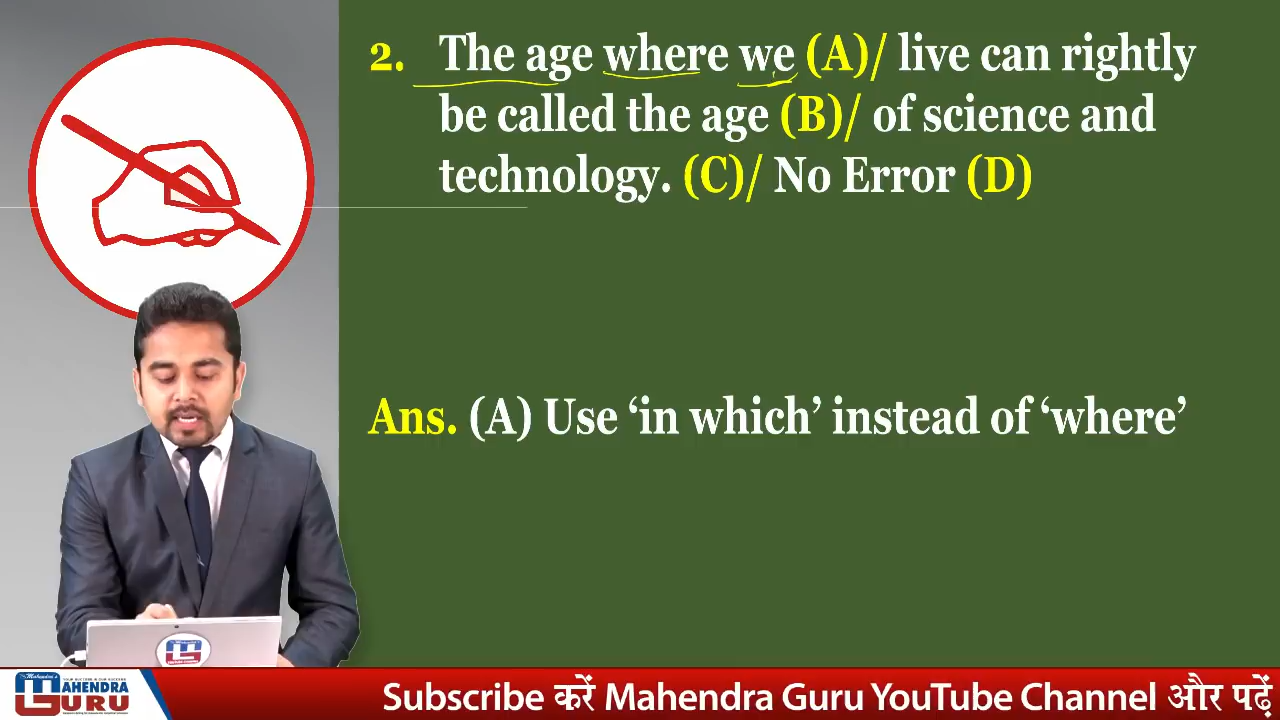 2. The age where we (A)/ live can rightly
be called the age (B)/ of science and
technology. (C)/ No Error (D)
Ans. (A) Use ‘in which’ instead of ‘where’
Mahendra's
MAHENDRA
GURU
Subscribe करें Mahendra Guru YouTube Channel और पढ़ें